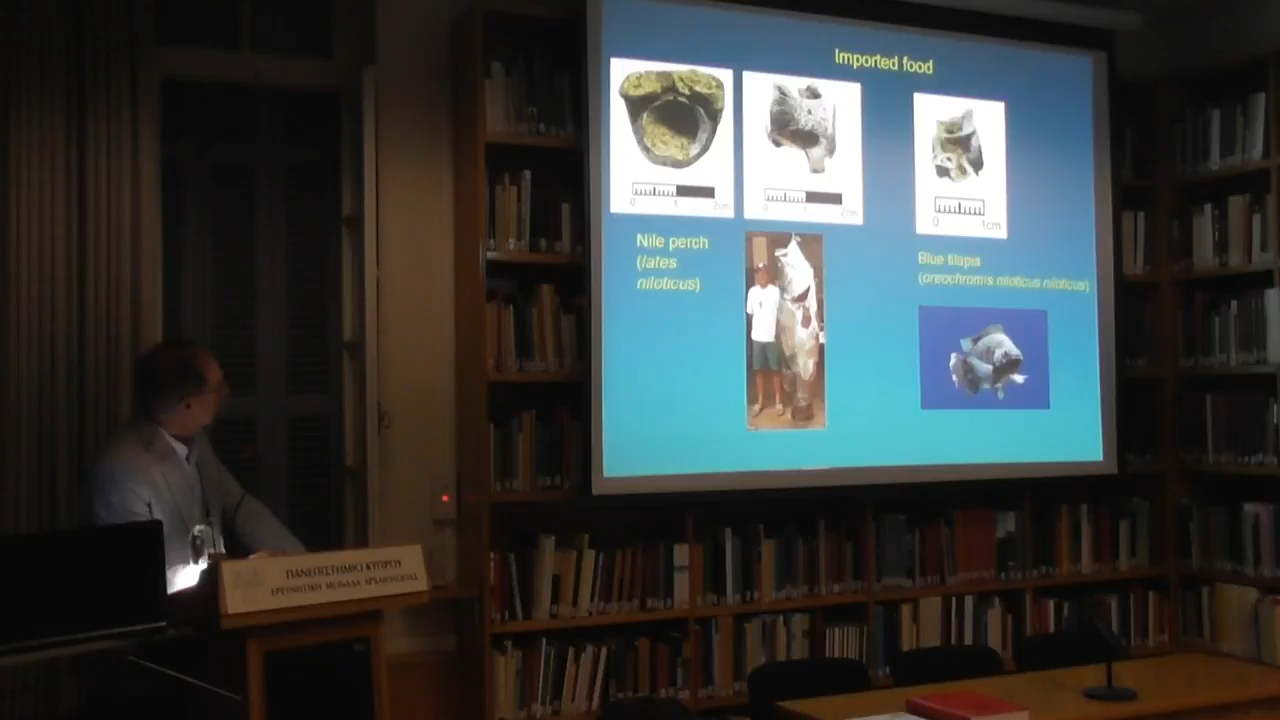 Imported food
0 1 2cm
0 1 2cm
0 1cm
Nile perch
(lates
niloticus)
Blue tilapia
(oreochromis niloticus niloticus)
ΠΑΝΕΠΙΣΤΗΜΙΟ ΚΥΠΡΟΥ
ΕΡΕΥΝΗΤΙΚΗ ΜΟΝΑΔΑ ΑΡΧΑΙΟΛΟΓΙΑΣ